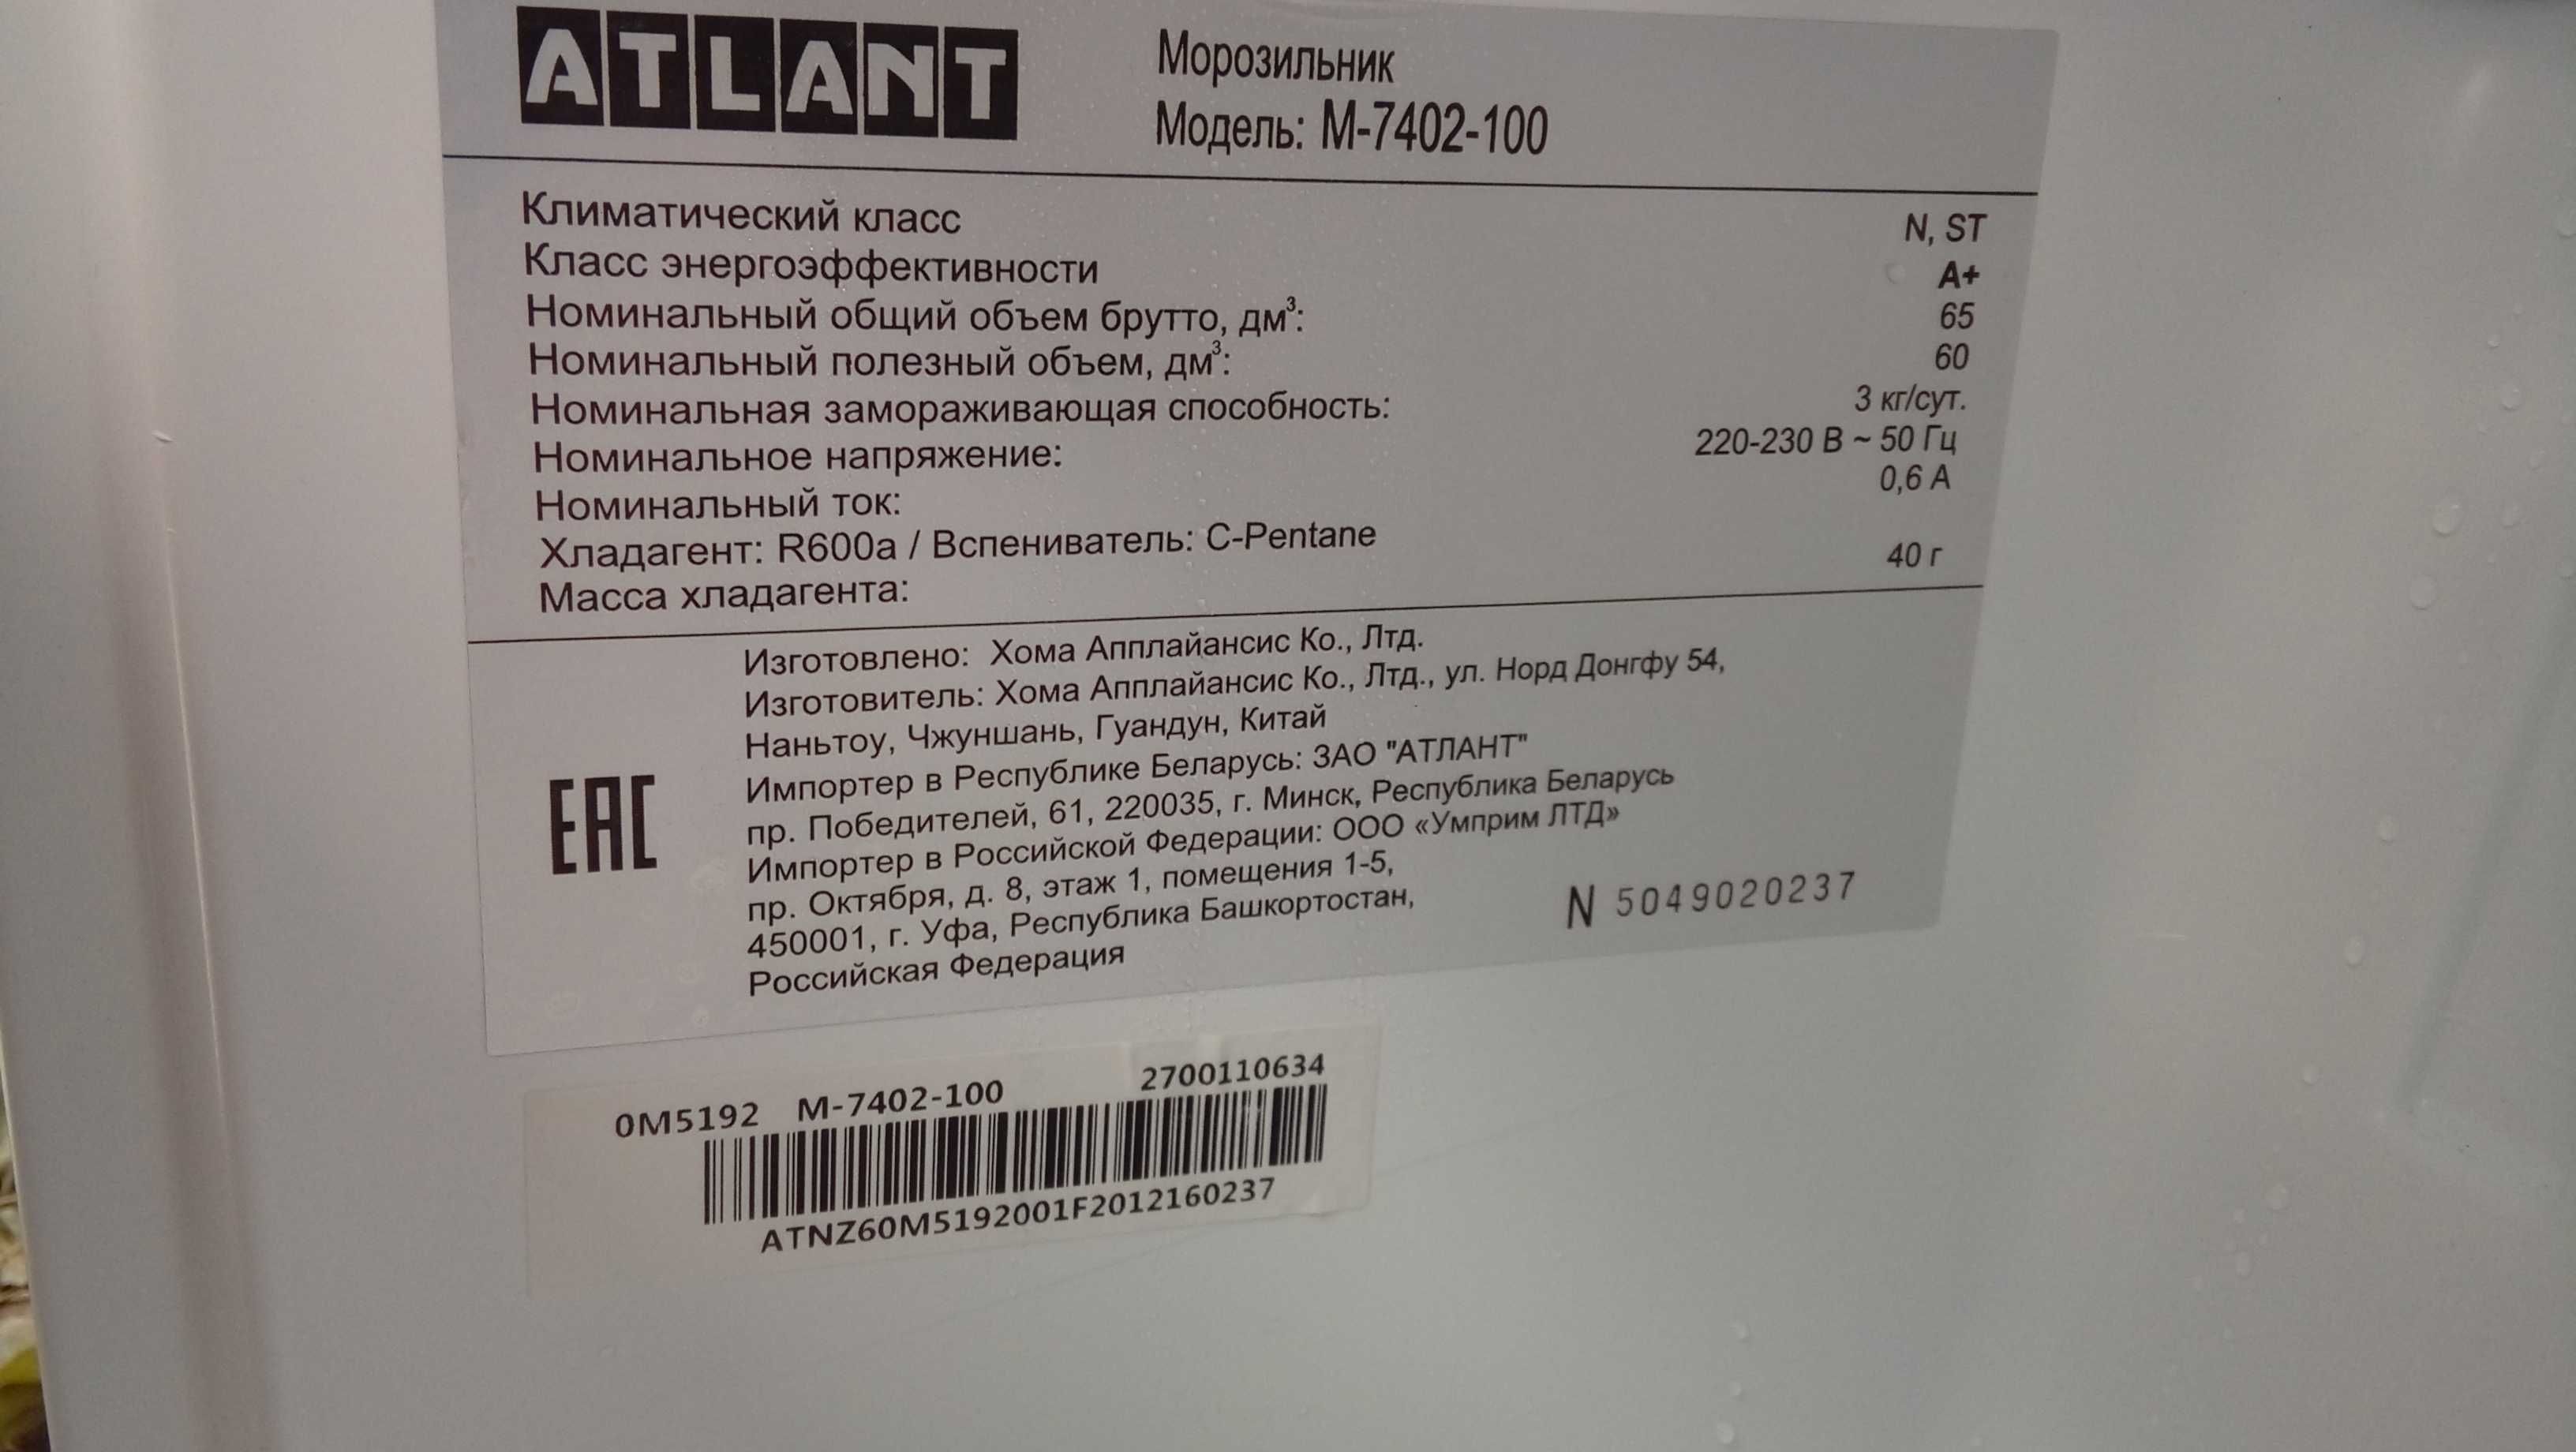 ATLANT
Морозильник
Модель: М-7402-100
Климатический класс N, ST
Класс энергоэффективности A+
Номинальный общий объем брутто, дм³: 65
Номинальный полезный объем, дм³: 60
Номинальная замораживающая способность: 3 кг/сут.
Номинальное напряжение: 220-230 В ~ 50 Гц
Номинальный ток: 0,6 А
Хладагент: R600a / Вспениватель: C-Pentane
Масса хладагента: 40 г
Изготовлено: Хома Апплайансис Ко., Лтд.
Изготовитель: Хома Апплайансис Ко., Лтд., ул. Норд Донгфу 54,
Наньтоу, Чжуншань, Гуандун, Китай
Импортер в Республике Беларусь: ЗАО "АТЛАНТ"
пр. Победителей, 61, 220035, г. Минск, Республика Беларусь
Импортер в Российской Федерации: ООО «Умприм ЛТД»
пр. Октября, д. 8, этаж 1, помещения 1-5,
450001, г. Уфа, Республика Башкортостан,
Российская Федерация
EAC
N 5049020237
0M5192 M-7402-100 2700110634
ATNZ60M5192001F2012160237